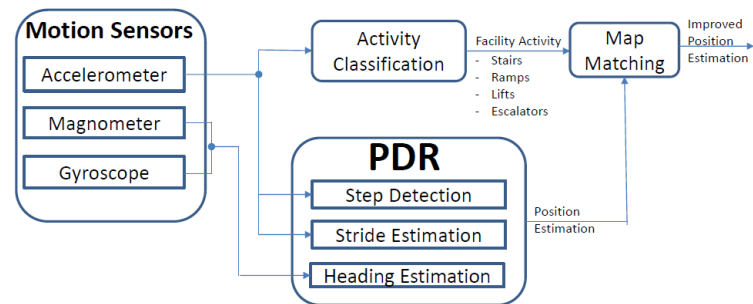 Motion Sensors
Accelerometer
Magnometer
Gyroscope
Activity
Classification
Facility Activity
- Stairs
- Ramps
- Lifts
- Escalators
Map
Matching
Improved
Position
Estimation
PDR
Step Detection
Stride Estimation
Heading Estimation
Position
Estimation